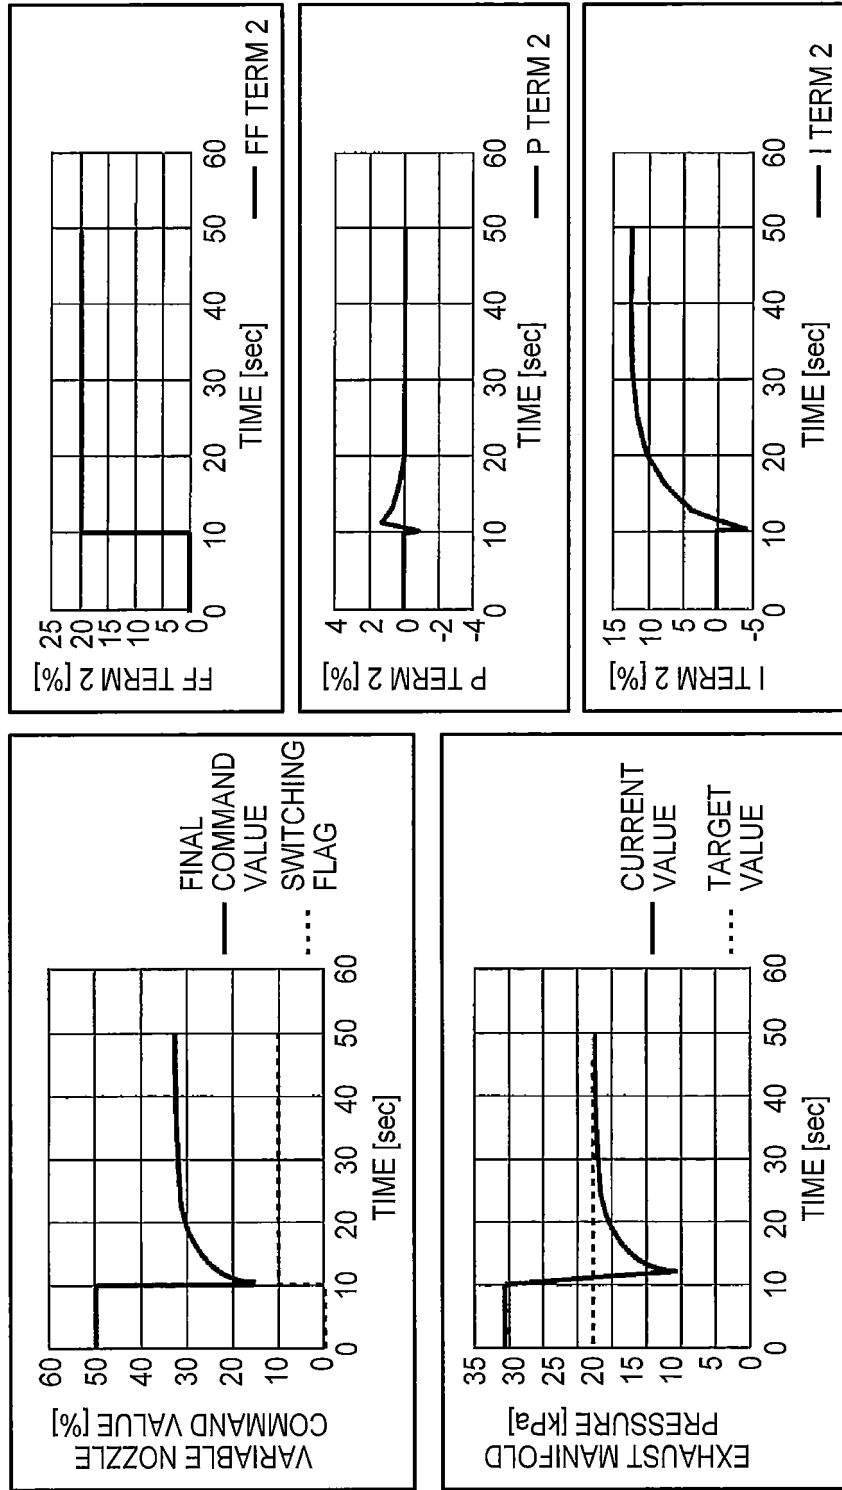 VARIABLE NOZZLE
COMMAND VALUE [%]
60
50
40
30
20
10
0
0 10 20 30 40 50 60
TIME [sec]
FINAL
COMMAND
VALUE
SWITCHING
FLAG
EXHAUST MANIFOLD
PRESSURE [kPa]
35
30
25
20
15
10
5
0
0 10 20 30 40 50 60
TIME [sec]
CURRENT
VALUE
TARGET
VALUE
FF TERM 2 [%]
25
20
15
10
5
0
0 10 20 30 40 50 60
TIME [sec]
FF TERM 2
P TERM 2 [%]
4
2
0
-2
-4
0 10 20 30 40 50 60
TIME [sec]
P TERM 2
I TERM 2 [%]
15
10
5
0
-5
0 10 20 30 40 50 60
TIME [sec]
I TERM 2